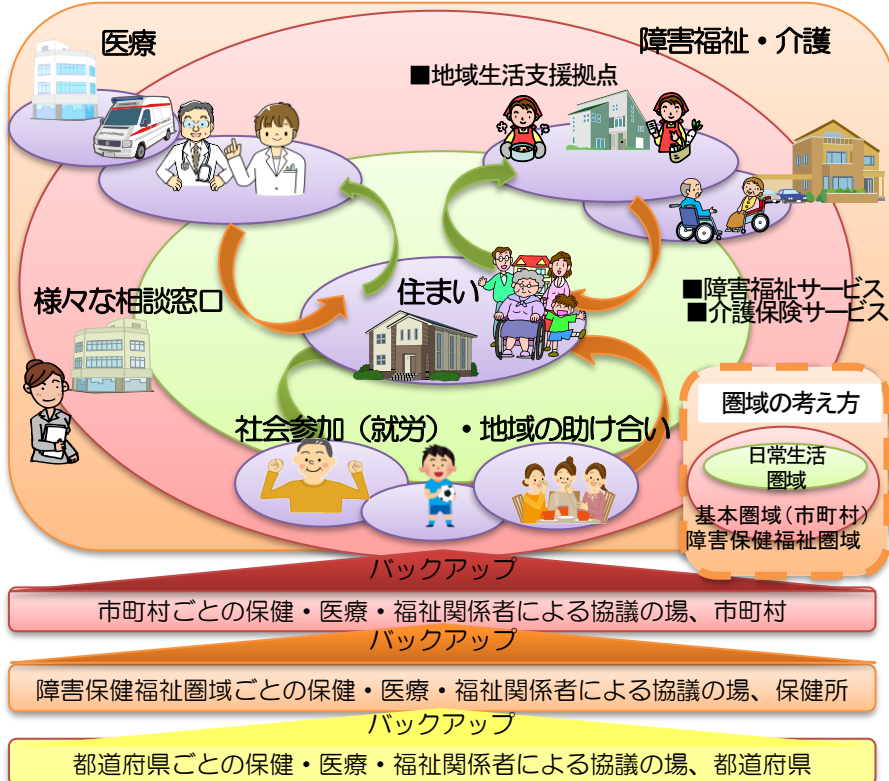 医療
障害福祉・介護
■地域生活支援拠点
様々な相談窓口
住まい
■障害福祉サービス
■介護保険サービス
社会参加（就労）・地域の助け合い
圏域の考え方
日常生活
圏域
基本圏域（市町村）
障害保健福祉圏域
バックアップ
市町村ごとの保健・医療・福祉関係者による協議の場、市町村
バックアップ
障害保健福祉圏域ごとの保健・医療・福祉関係者による協議の場、保健所
バックアップ
都道府県ごとの保健・医療・福祉関係者による協議の場、都道府県